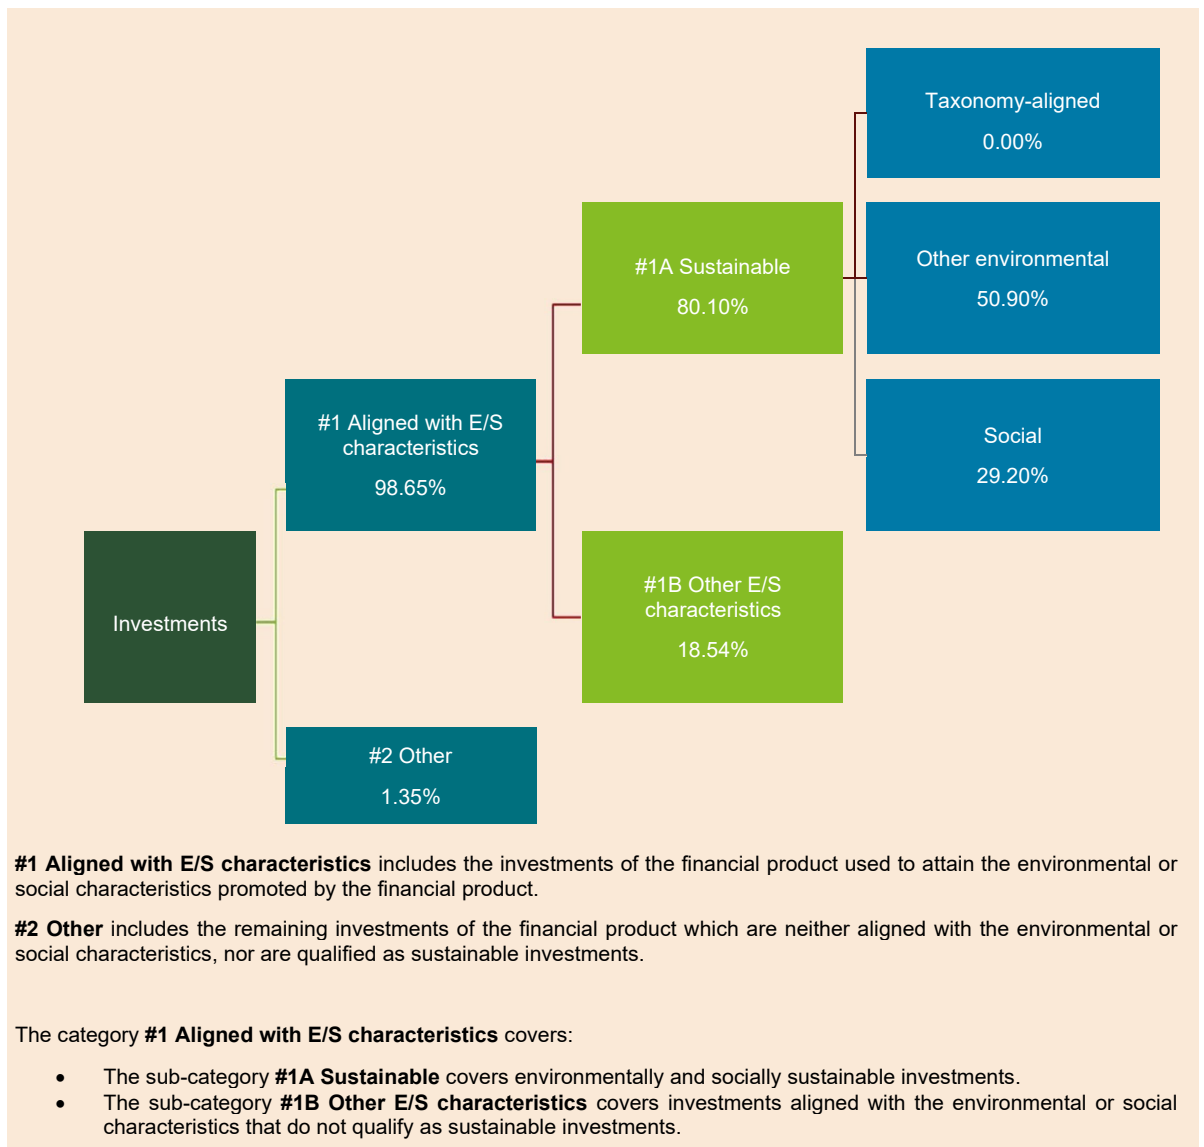 Taxonomy-aligned
0.00%
#1A Sustainable
80.10%
Other environmental
50.90%
#1 Aligned with E/S
characteristics
98.65%
Social
29.20%
Investments
#1B Other E/S
characteristics
18.54%
#2 Other
1.35%
#1 Aligned with E/S characteristics includes the investments of the financial product used to attain the environmental or
social characteristics promoted by the financial product.
#2 Other includes the remaining investments of the financial product which are neither aligned with the environmental or
social characteristics, nor are qualified as sustainable investments.
The category #1 Aligned with E/S characteristics covers:
• The sub-category #1A Sustainable covers environmentally and socially sustainable investments.
• The sub-category #1B Other E/S characteristics covers investments aligned with the environmental or social
characteristics that do not qualify as sustainable investments.